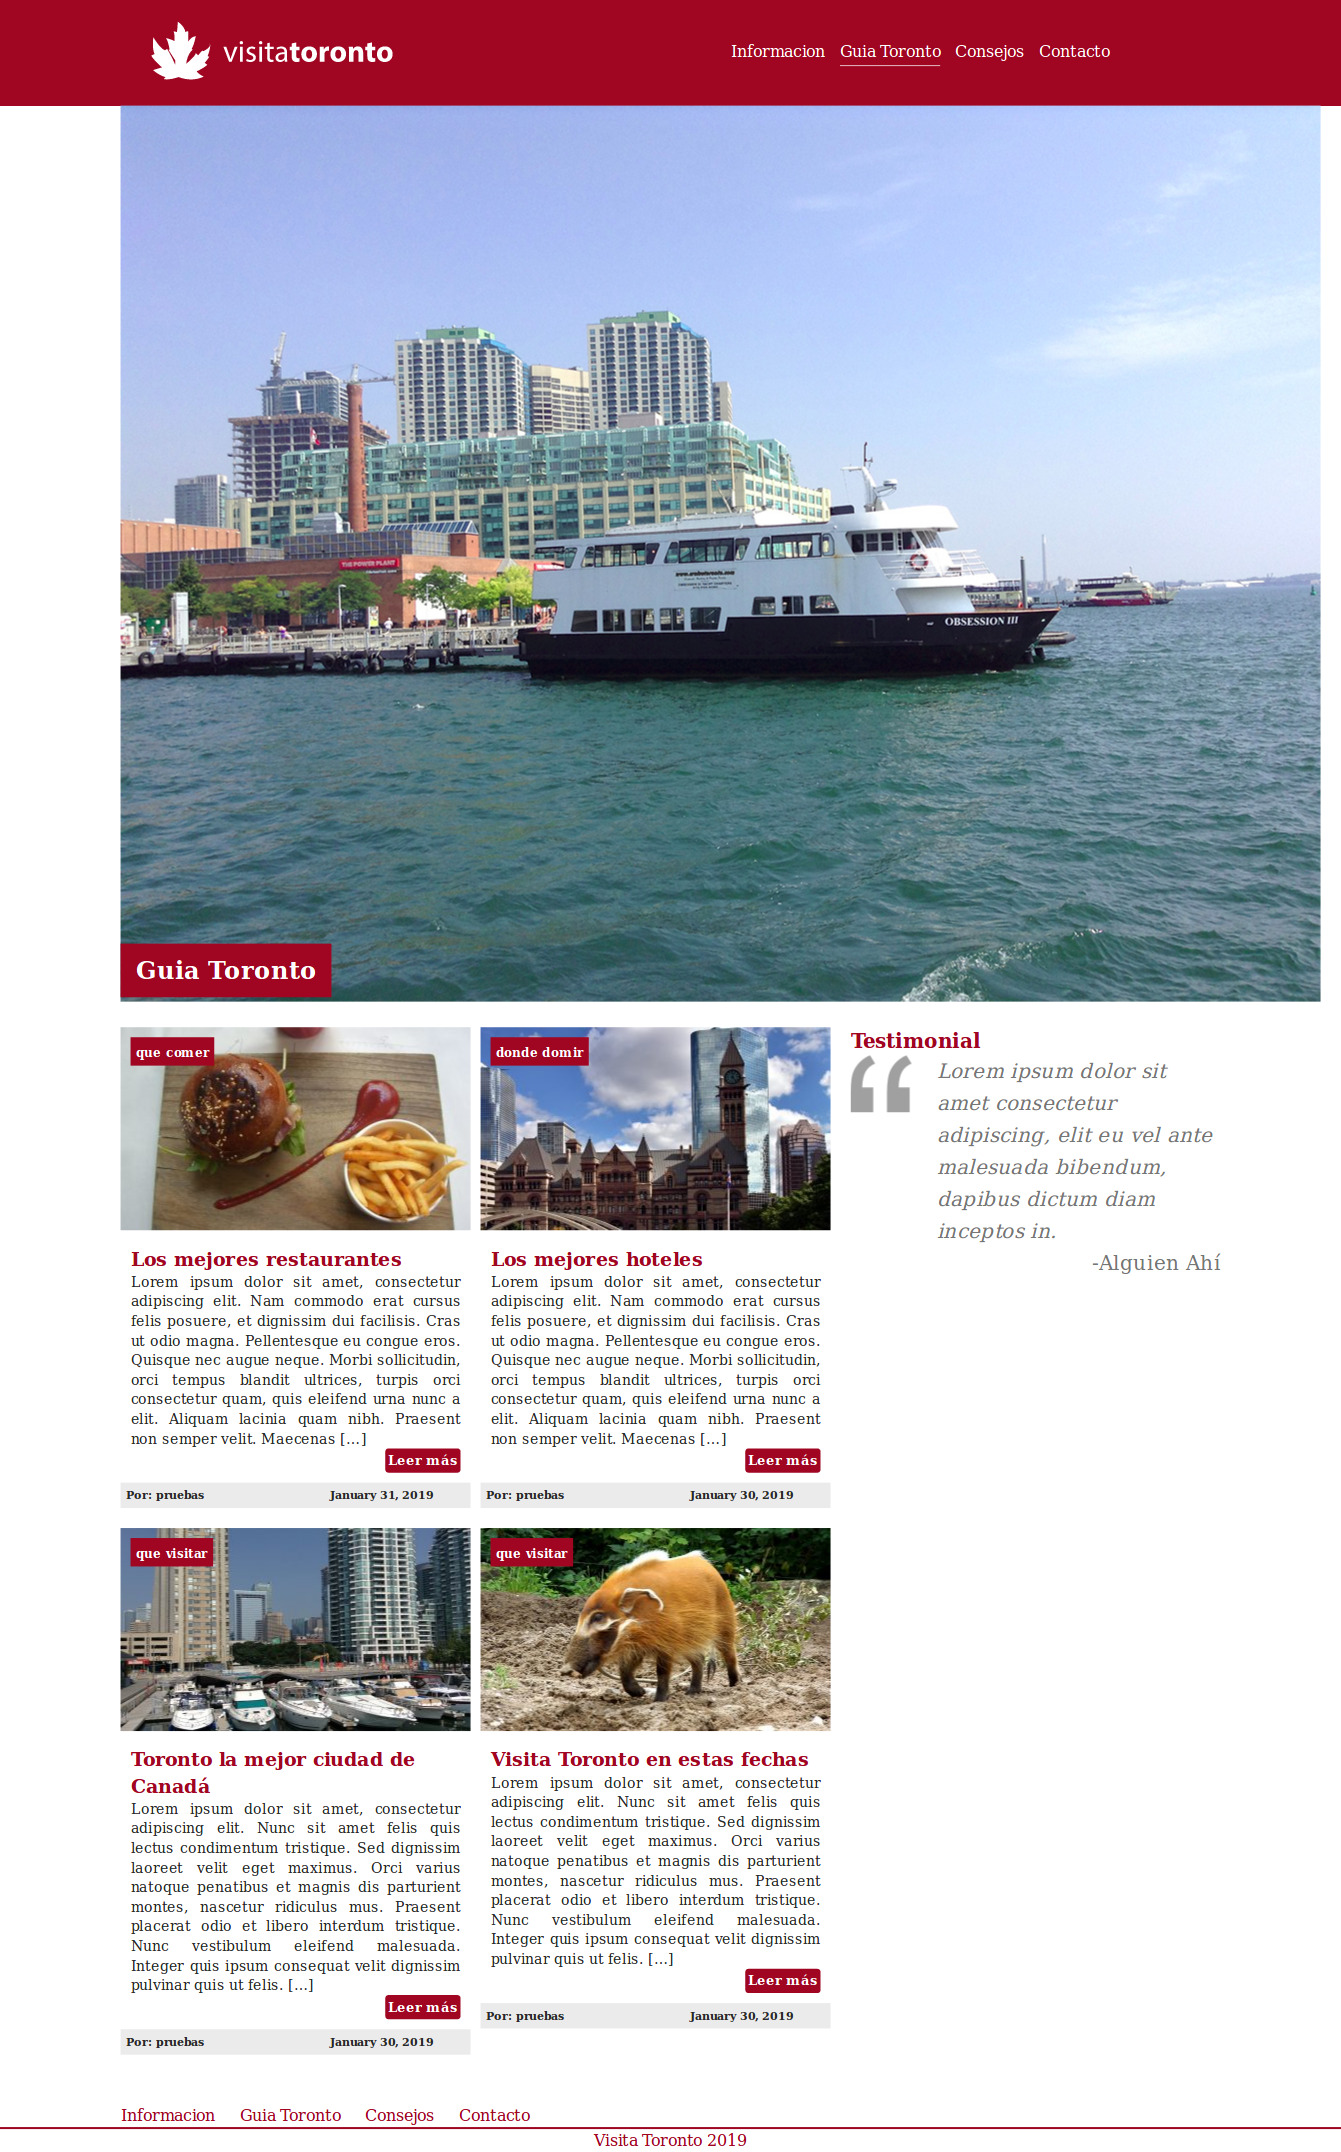 visitatoronto
Informacion Guia Toronto Consejos Contacto
THE POWER PLANT
OBSESSION III
Guia Toronto
que comer
Los mejores restaurantes
Lorem ipsum dolor sit amet, consectetur
adipiscing elit. Nam commodo erat cursus
felis posuere, et dignissim dui facilisis. Cras
ut odio magna. Pellentesque eu congue eros.
Quisque nec augue neque. Morbi sollicitudin,
orci tempus blandit ultrices, turpis orci
consectetur quam, quis eleifend urna nunc a
elit. Aliquam lacinia quam nibh. Praesent
non semper velit. Maecenas [...]
Leer más
Por: pruebas January 31, 2019
donde domir
Los mejores hoteles
Lorem ipsum dolor sit amet, consectetur
adipiscing elit. Nam commodo erat cursus
felis posuere, et dignissim dui facilisis. Cras
ut odio magna. Pellentesque eu congue eros.
Quisque nec augue neque. Morbi sollicitudin,
orci tempus blandit ultrices, turpis orci
consectetur quam, quis eleifend urna nunc a
elit. Aliquam lacinia quam nibh. Praesent
non semper velit. Maecenas [...]
Leer más
Por: pruebas January 30, 2019
Testimonial
Lorem ipsum dolor sit
amet consectetur
adipiscing, elit eu vel ante
malesuada bibendum,
dapibus dictum diam
inceptos in.
-Alguien Ahí
que visitar
Toronto la mejor ciudad de
Canadá
Lorem ipsum dolor sit amet, consectetur
adipiscing elit. Nunc sit amet felis quis
lectus condimentum tristique. Sed dignissim
laoreet velit eget maximus. Orci varius
natoque penatibus et magnis dis parturient
montes, nascetur ridiculus mus. Praesent
placerat odio et libero interdum tristique.
Nunc vestibulum eleifend malesuada.
Integer quis ipsum consequat velit dignissim
pulvinar quis ut felis. [...]
Leer más
Por: pruebas January 30, 2019
que visitar
Visita Toronto en estas fechas
Lorem ipsum dolor sit amet, consectetur
adipiscing elit. Nunc sit amet felis quis
lectus condimentum tristique. Sed dignissim
laoreet velit eget maximus. Orci varius
natoque penatibus et magnis dis parturient
montes, nascetur ridiculus mus. Praesent
placerat odio et libero interdum tristique.
Nunc vestibulum eleifend malesuada.
Integer quis ipsum consequat velit dignissim
pulvinar quis ut felis. [...]
Leer más
Por: pruebas January 30, 2019
Informacion Guia Toronto Consejos Contacto
Visita Toronto 2019